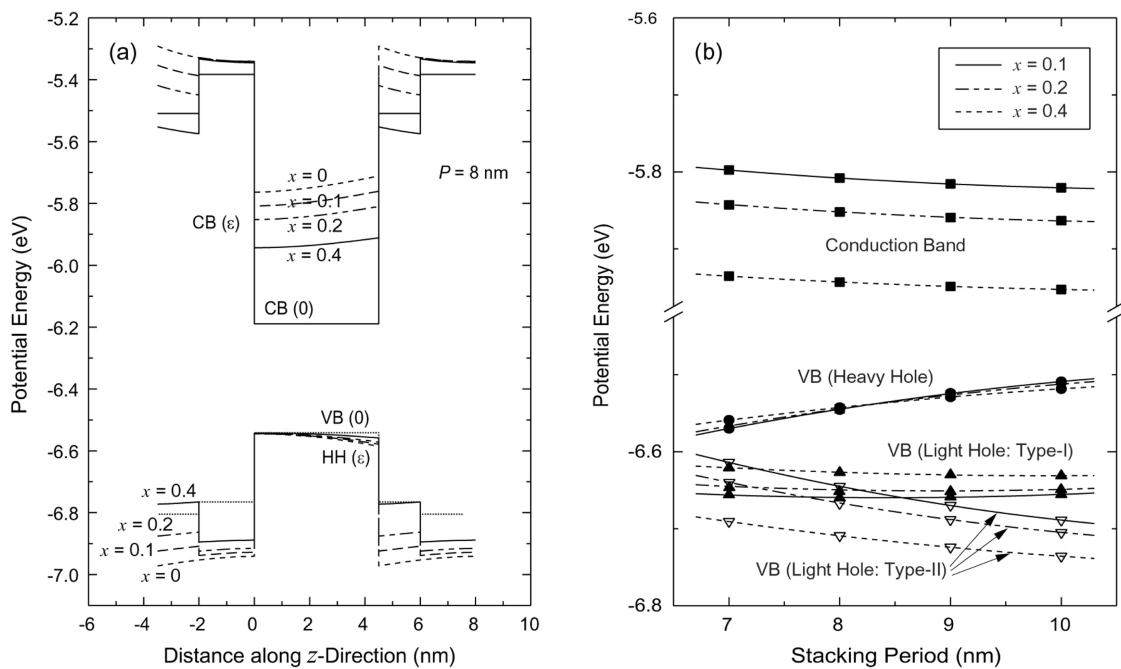 (a)
Potential Energy (eV)
-5.2
-5.4
-5.6
-5.8
-6.0
-6.2
-6.4
-6.6
-6.8
-7.0
P = 8 nm
x = 0
x = 0.1
x = 0.2
x = 0.4
CB (ε)
CB (0)
VB (0)
HH (ε)
x = 0.4
x = 0.2
x = 0.1
x = 0
-6 -4 -2 0 2 4 6 8 10
Distance along z-Direction (nm)
(b)
Potential Energy (eV)
-5.6
-5.8
-6.6
-6.8
x = 0.1
x = 0.2
x = 0.4
Conduction Band
VB (Heavy Hole)
VB (Light Hole: Type-I)
VB (Light Hole: Type-II)
7 8 9 10
Stacking Period (nm)